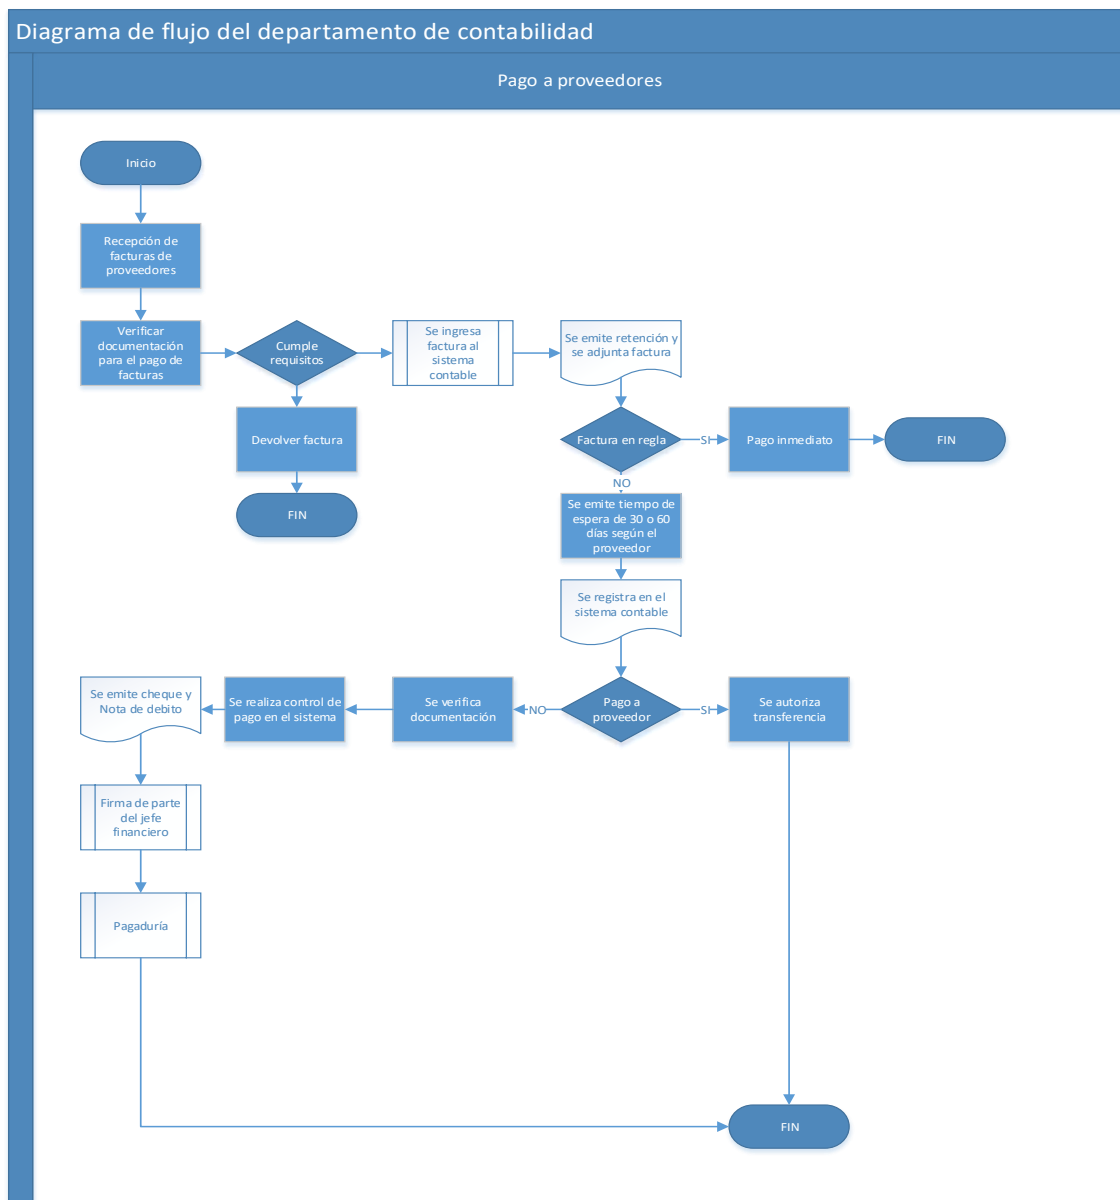 Diagrama de flujo del departamento de contabilidad
Pago a proveedores
Inicio
Recepción de
facturas de
proveedores
Verificar
documentación
para el pago de
facturas
Cumple
requisitos
Se ingresa
factura al
sistema
contable
Se emite retención y
se adjunta factura
Devolver factura
FIN
Factura en regla
SI
Pago inmediato
FIN
NO
Se emite tiempo de
espera de 30 o 60
días según el
proveedor
Se registra en el
sistema contable
Pago a
proveedor
SI
Se autoriza
transferencia
NO
Se verifica
documentación
Se realiza control de
pago en el sistema
Se emite cheque y
Nota de debito
Firma de parte
del jefe
financiero
Pagaduría
FIN